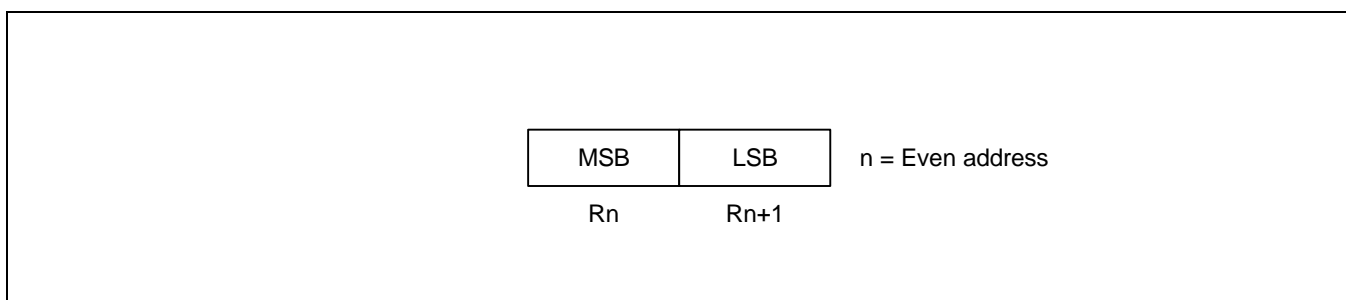 MSB LSB n = Even address
Rn Rn+1